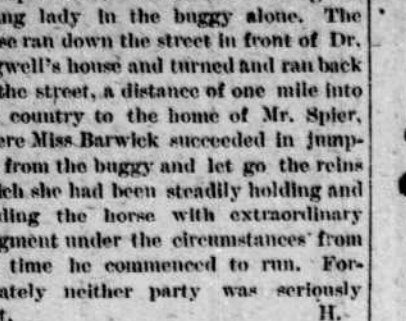 ng lady in the buggy alone. The
se ran down the street in front of Dr.
gwell's house and turned and ran back
the street, a distance of one mile into
country to the home of Mr. Spier,
ere Miss Barwick succeeded in jump-
from the buggy and let go the reins
ich she had been steadily holding and
ding the horse with extraordinary
gment under the circumstances from
time he commenced to run. For-
ately neither party was seriously
t. H.